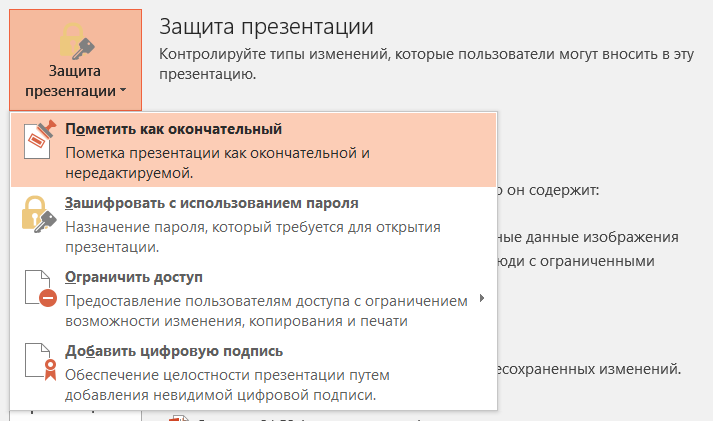 Защита презентации
Защита презентации
Контролируйте типы изменений, которые пользователи могут вносить в эту
презентацию.
Пометить как окончательный
Пометка презентации как окончательной и
нередактируемой.
Зашифровать с использованием пароля
Назначение пароля, который требуется для открытия
презентации.
Ограничить доступ
Предоставление пользователям доступа с ограничением
возможности изменения, копирования и печати
Добавить цифровую подпись
Обеспечение целостности презентации путем
добавления невидимой цифровой подписи.
о он содержит:
ные данные изображения
юди с ограниченными
есохраненных изменений.